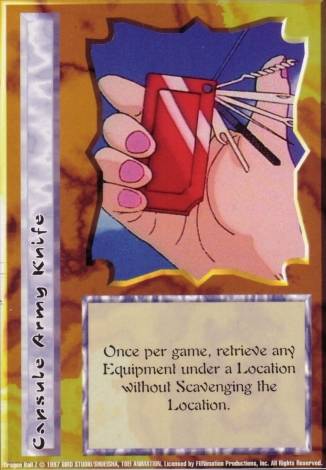 Capsule Army Knife
Once per game, retrieve any
Equipment under a Location
without Scavenging the
Location.
Dragon Ball Z © 1997 BIRD STUDIO/SHUEISHA, TOEI ANIMATION. Licensed by FUNimation Productions, Inc. All Rights Reserved.